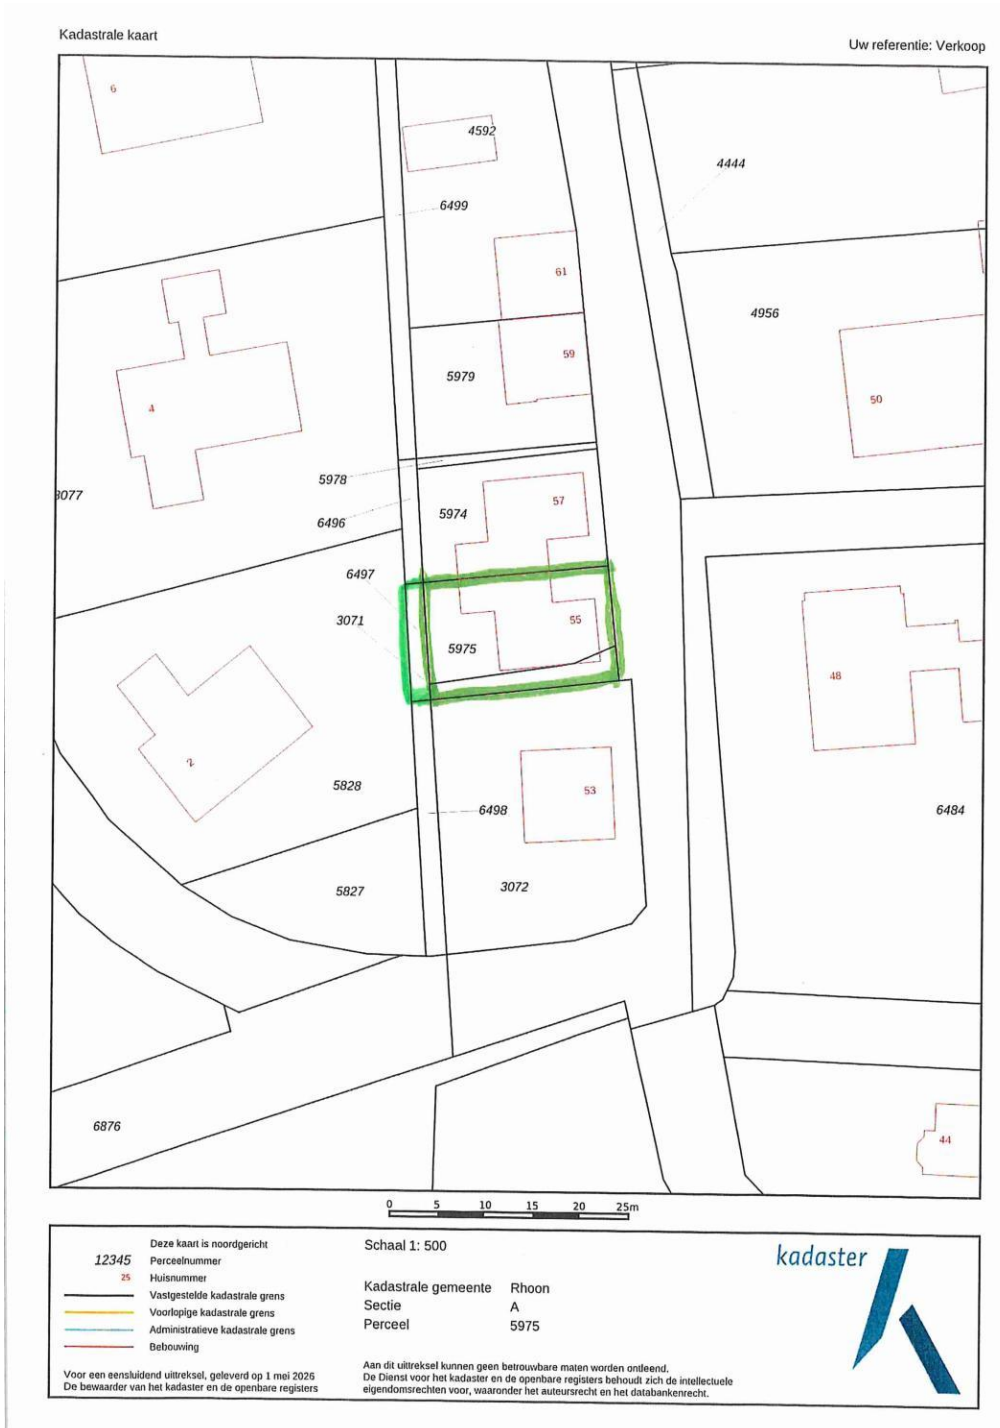 Kadastrale kaart
Uw referentie: Verkoop
6
4592
4444
6499
61
4956
59
5979
50
4
5978
3077
57
5974
6496
6497
3071
55
5975
48
2
5828
53
6498
6484
5827
3072
6876
44
0 5 10 15 20 25m
Deze kaart is noordgericht
12345 Perceelnummer
25 Huisnummer
Vastgestelde kadastrale grens
Voorlopige kadastrale grens
Administratieve kadastrale grens
Bebouwing
Voor een eensluidend uittreksel, geleverd op 1 mei 2026
De bewaarder van het kadaster en de openbare registers
Schaal 1: 500
Kadastrale gemeente Rhoon
Sectie A
Perceel 5975
Aan dit uittreksel kunnen geen betrouwbare maten worden ontleend.
De Dienst voor het kadaster en de openbare registers behoudt zich de intellectuele
eigendomsrechten voor, waaronder het auteursrecht en het databankenrecht.
kadaster